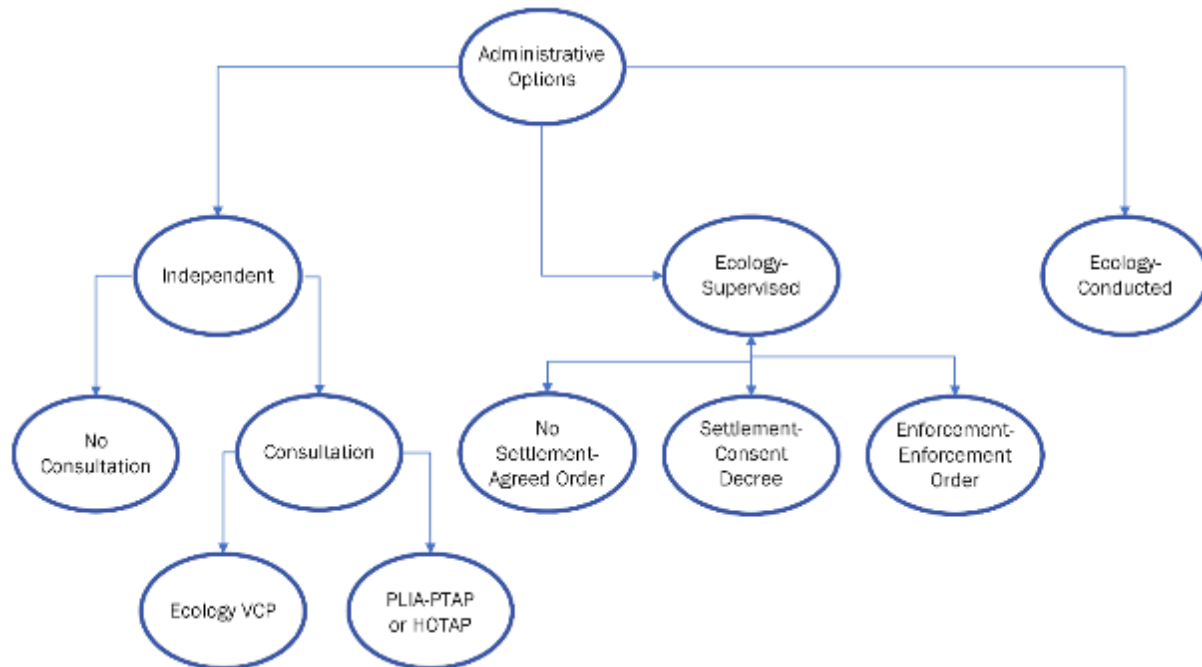 Administrative
Options
Independent
Ecology-
Supervised
Ecology-
Conducted
No
Consultation
Consultation
No
Settlement-
Agreed Order
Settlement-
Consent
Decree
Enforcement-
Enforcement
Order
Ecology VCP
PLIA-PTAP
or HOTAP